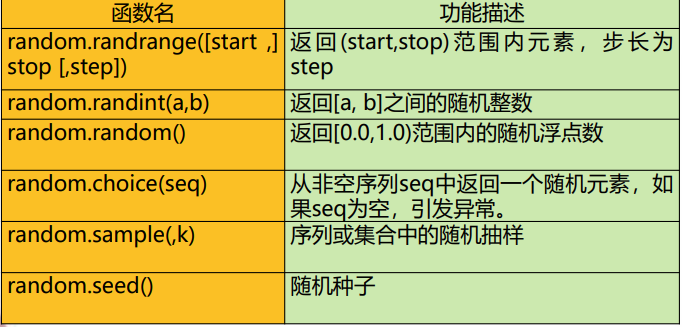 函数名 功能描述
random.randrange([start ,] 返回(start,stop)范围内元素，步长为
stop [,step]) step
random.randint(a,b) 返回[a, b]之间的随机整数
random.random() 返回[0.0,1.0)范围内的随机浮点数
random.choice(seq) 从非空序列seq中返回一个随机元素，如
果seq为空，引发异常。
random.sample(,k) 序列或集合中的随机抽样
random.seed() 随机种子